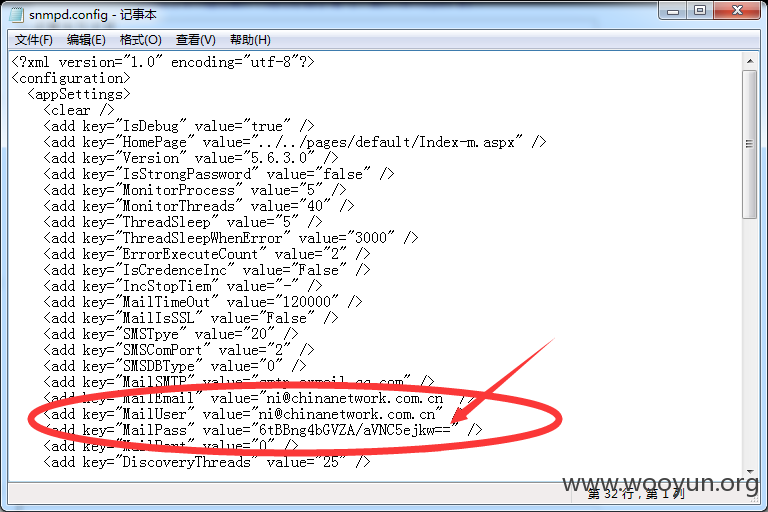 snmpd.config - 记事本
文件(F) 编辑(E) 格式(O) 查看(V) 帮助(H)
<?xml version="1.0" encoding="utf-8"?>
<configuration>
<appSettings>
<clear />
<add key="IsDebug" value="true" />
<add key="HomePage" value="../../pages/default/Index-m.aspx" />
<add key="Version" value="5.6.3.0" />
<add key="IsStrongPassword" value="false" />
<add key="MonitorProcess" value="5" />
<add key="MonitorThreads" value="40" />
<add key="ThreadSleep" value="5" />
<add key="ThreadSleepWhenError" value="3000" />
<add key="ErrorExecuteCount" value="2" />
<add key="IsCredenceInc" value="False" />
<add key="IncStopTiem" value="-" />
<add key="MailTimeOut" value="120000" />
<add key="MailIsSSL" value="False" />
<add key="SMSTpye" value="20" />
<add key="SMSComPort" value="2" />
<add key="SMSDBType" value="0" />
<add key="MailSMTP" value="smtp.exmail.qq.com" />
<add key="MailEmail" value="ni@chinanetwork.com.cn" />
<add key="MailUser" value="ni@chinanetwork.com.cn" />
<add key="MailPass" value="6tBBng4bGVZA/aVNC5ejkw==" />
<add key="MailPort" value="0" />
<add key="DiscoveryThreads" value="25" />
www.wooyun.org
第 32 行，第 1 列